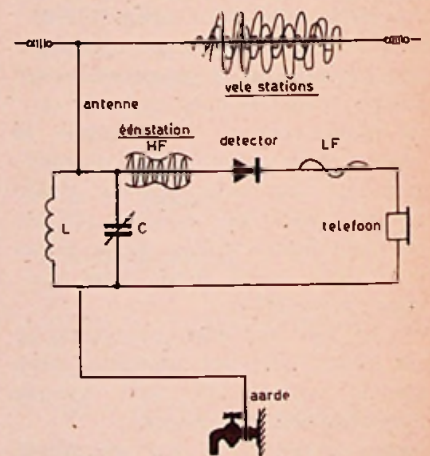 vele stations
antenne
één station
HF
detector
LF
L
C
telefoon
aarde